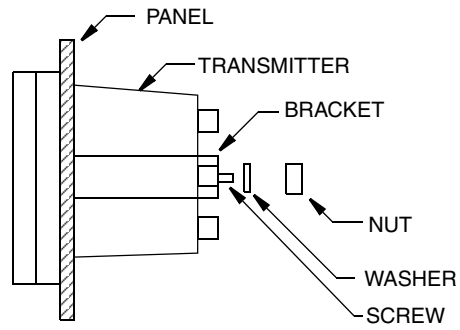 PANEL
TRANSMITTER
BRACKET
NUT
WASHER
SCREW